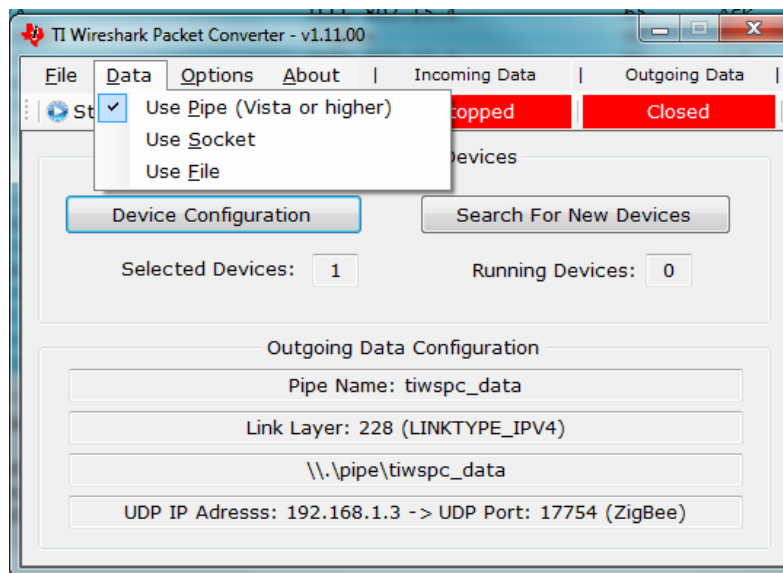 TI Wireshark Packet Converter - v1.11.00
File Data Options About | Incoming Data | Outgoing Data |
St opped Closed
Use Pipe (Vista or higher)
Use Socket
Use File
Devices
Device Configuration Search For New Devices
Selected Devices: 1 Running Devices: 0
Outgoing Data Configuration
Pipe Name: tiwspc_data
Link Layer: 228 (LINKTYPE_IPV4)
\\.\pipe\tiwspc_data
UDP IP Adresss: 192.168.1.3 -> UDP Port: 17754 (ZigBee)